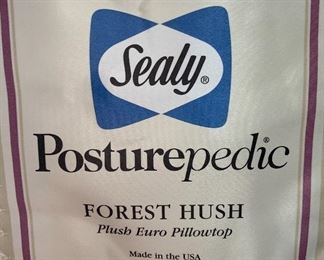 Sealy®
Posturepedic®
FOREST HUSH
Plush Euro Pillowtop
Made in the USA